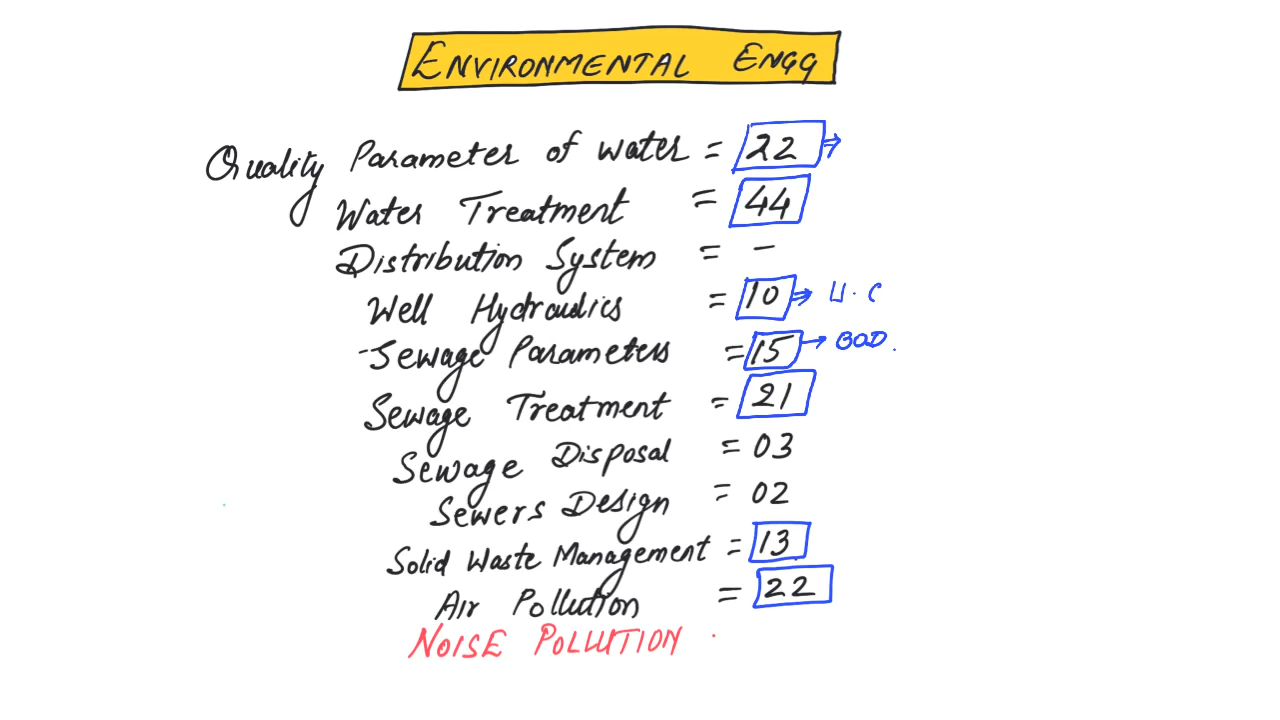 ENVIRONMENTAL ENGG
Quality Parameter of water = 22 →
Water Treatment = 44
Distribution System = -
Well Hydraulics = 10 → U.C
Sewage Parameters = 15 → BOD.
Sewage Treatment = 21
Sewage Disposal = 03
Sewers Design = 02
Solid Waste Management = 13
Air Pollution = 22
NOISE POLLUTION